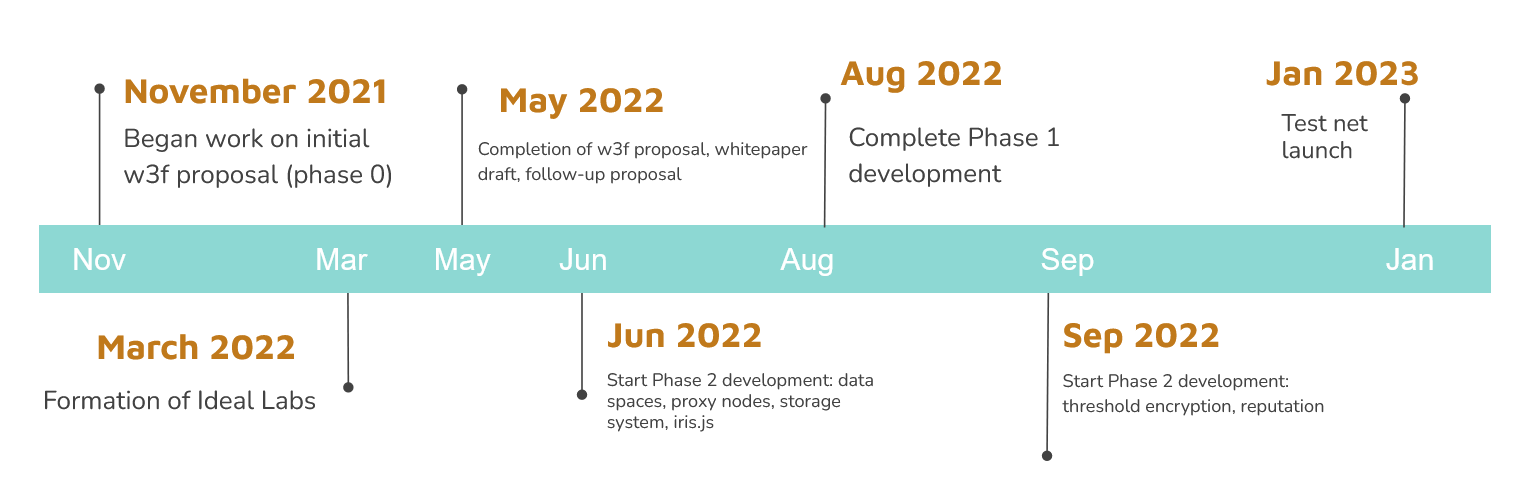 November 2021
Began work on initial
w3f proposal (phase 0)
May 2022
Completion of w3f proposal, whitepaper
draft, follow-up proposal
Aug 2022
Complete Phase 1
development
Jan 2023
Test net
launch
Nov
Mar
May
Jun
Aug
Sep
Jan
March 2022
Formation of Ideal Labs
Jun 2022
Start Phase 2 development: data
spaces, proxy nodes, storage
system, iris.js
Sep 2022
Start Phase 2 development:
threshold encryption, reputation